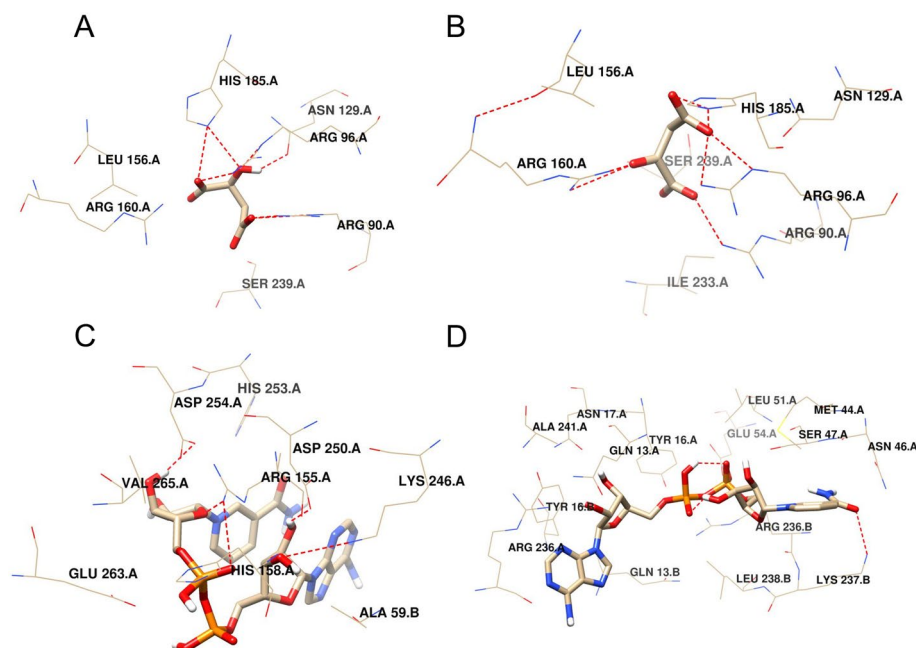 A
HIS 185.A
ASN 129.A
ARG 96.A
LEU 156.A
ARG 160.A
ARG 90.A
SER 239.A
B
LEU 156.A
ASN 129.A
HIS 185.A
SER 239.A
ARG 160.A
ARG 96.A
ARG 90.A
ILE 233.A
C
HIS 253.A
ASP 254.A
ASP 250.A
VAL 265.A
ARG 155.A
LYS 246.A
GLU 263.A
HIS 158.A
ALA 59.B
D
LEU 51.A
MET 44.A
ASN 17.A
ALA 241.A
TYR 16.A
GLU 54.A
SER 47.A
GLN 13.A
ASN 46.A
TYR 16.B
ARG 236.B
ARG 236.A
GLN 13.B
LEU 238.B
LYS 237.B